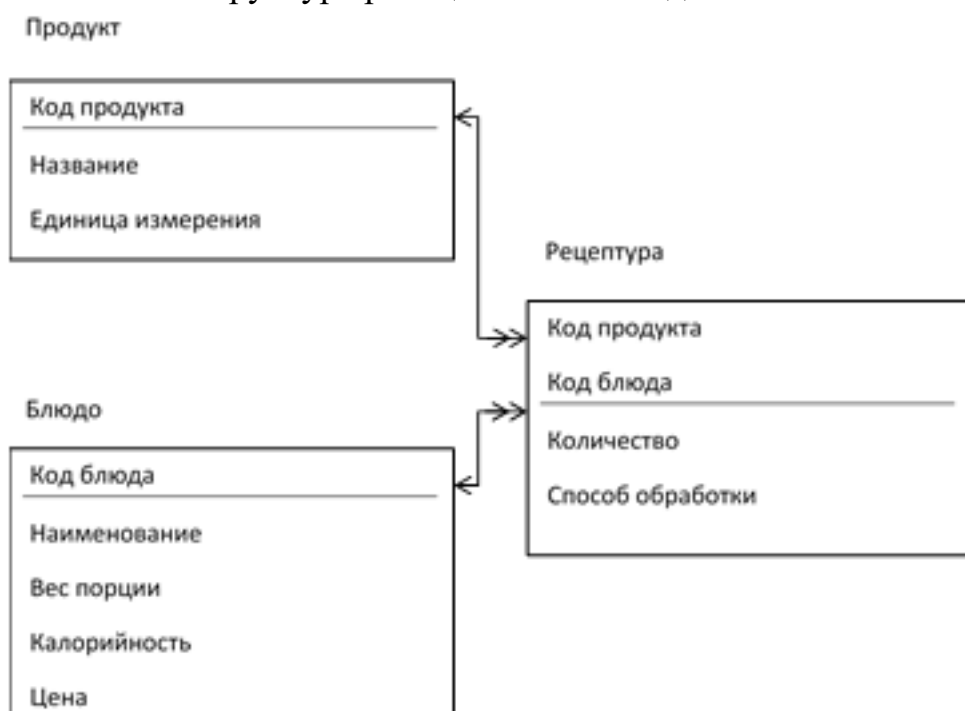 Продукт
Код продукта
Название
Единица измерения
Рецептура
Код продукта
Код блюда
Количество
Способ обработки
Блюдо
Код блюда
Наименование
Вес порции
Калорийность
Цена